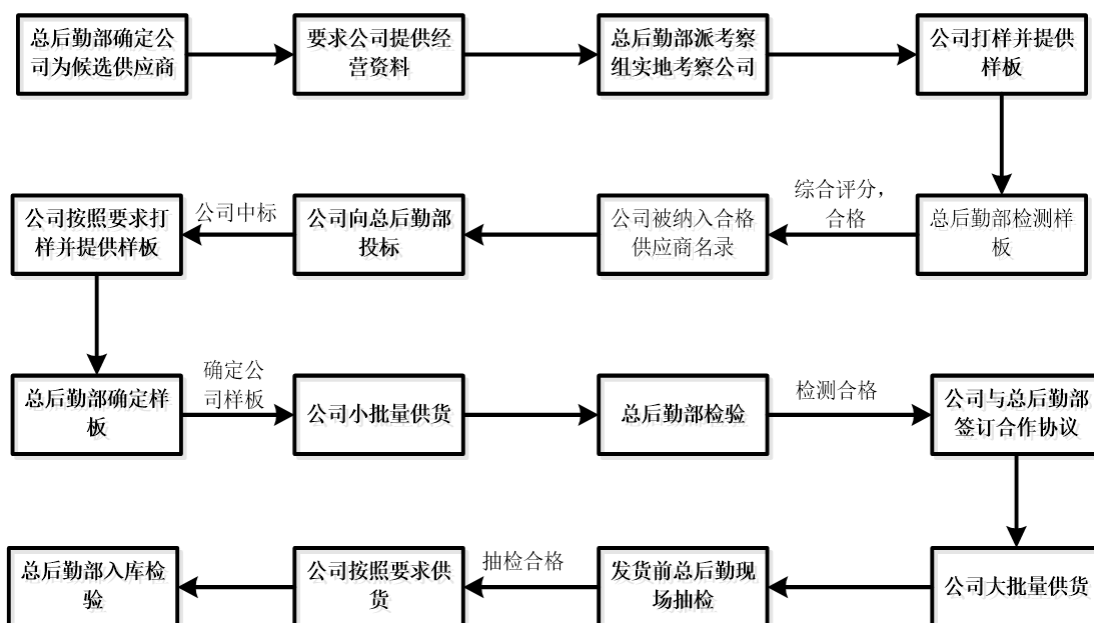 总后勤部确定公
司为候选供应商
要求公司提供经
营资料
总后勤部派考察
组实地考察公司
公司打样并提供
样板
总后勤部检测样
板
综合评分，
合格
公司被纳入合格
供应商名录
公司向总后勤部
投标
公司中标
公司按照要求打
样并提供样板
总后勤部确定样
板
确定公
司样板
公司小批量供货
总后勤部检验
检测合格
公司与总后勤部
签订合作协议
公司大批量供货
发货前总后勤现
场抽检
抽检合格
公司按照要求供
货
总后勤部入库检
验